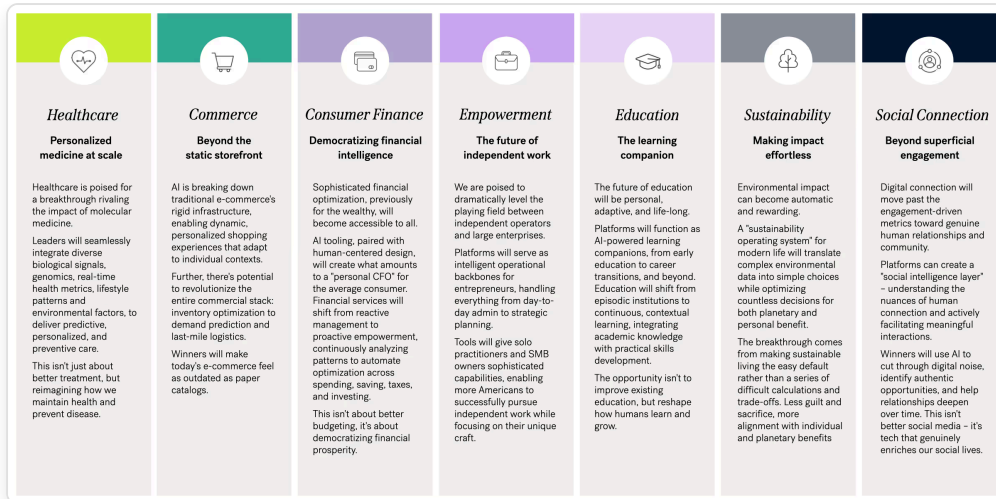 Healthcare
Personalized
medicine at scale
Healthcare is poised for
a breakthrough rivaling
the impact of molecular
medicine.
Leaders will seamlessly
integrate diverse
biological signals,
genomics, real-time
health metrics, lifestyle
patterns and
environmental factors, to
deliver predictive,
personalized, and
preventive care.
This isn't just about
better treatment, but
reimagining how we
maintain health and
prevent disease.
Commerce
Beyond the
static storefront
AI is breaking down
traditional e-commerce's
rigid infrastructure,
enabling dynamic,
personalized shopping
experiences that adapt
to individual contexts.
Further, there's potential
to revolutionize the
entire commercial stack:
inventory optimization to
demand prediction and
last-mile logistics.
Winners will make
today's e-commerce feel
as outdated as paper
catalogs.
Consumer Finance
Democratizing financial
intelligence
Sophisticated financial
optimization, previously
for the wealthy, will
become accessible to all.
AI tooling, paired with
human-centered design,
will create what amounts
to a "personal CFO" for
the average consumer.
Financial services will
shift from reactive
management to
proactive empowerment,
continuously analyzing
patterns to automate
optimization across
spending, saving, taxes,
and investing.
This isn't about better
budgeting, it's about
democratizing financial
prosperity.
Empowerment
The future of
independent work
We are poised to
dramatically level the
playing field between
independent operators
and large enterprises.
Platforms will serve as
intelligent operational
backbones for
entrepreneurs, handling
everything from day-to-
day admin to strategic
planning.
Tools will give solo
practitioners and SMB
owners sophisticated
capabilities, enabling
more Americans to
successfully pursue
independent work while
focusing on their unique
craft.
Education
The learning
companion
The future of education
will be personal,
adaptive, and life-long.
Platforms will function as
AI-powered learning
companions, from early
education to career
transitions, and beyond.
Education will shift from
episodic institutions to
continuous, contextual
learning, integrating
academic knowledge
with practical skills
development.
The opportunity isn't to
improve existing
education, but reshape
how humans learn and
grow.
Sustainability
Making impact
effortless
Environmental impact
can become automatic
and rewarding.
A "sustainability
operating system" for
modern life will translate
complex environmental
data into simple choices
while optimizing
countless decisions for
both planetary and
personal benefit.
The breakthrough comes
from making sustainable
living the easy default
rather than a series of
difficult calculations and
trade-offs. Less guilt and
sacrifice, more
alignment with individual
and planetary benefits
Social Connection
Beyond superficial
engagement
Digital connection will
move past the
engagement-driven
metrics toward genuine
human relationships and
community.
Platforms can create a
"social intelligence layer"
– understanding the
nuances of human
connection and actively
facilitating meaningful
interactions.
Winners will use AI to
cut through digital noise,
identify authentic
opportunities, and help
relationships deepen
over time. This isn't
better social media – it's
tech that genuinely
enriches our social lives.